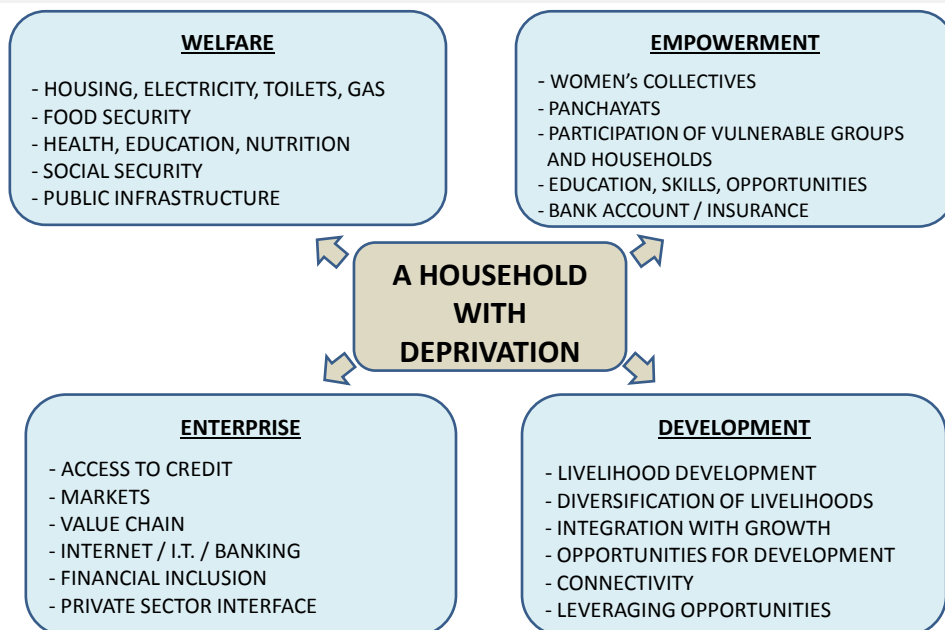 WELFARE
- HOUSING, ELECTRICITY, TOILETS, GAS
- FOOD SECURITY
- HEALTH, EDUCATION, NUTRITION
- SOCIAL SECURITY
- PUBLIC INFRASTRUCTURE
EMPOWERMENT
- WOMEN's COLLECTIVES
- PANCHAYATS
- PARTICIPATION OF VULNERABLE GROUPS
AND HOUSEHOLDS
- EDUCATION, SKILLS, OPPORTUNITIES
- BANK ACCOUNT / INSURANCE
A HOUSEHOLD
WITH
DEPRIVATION
ENTERPRISE
- ACCESS TO CREDIT
- MARKETS
- VALUE CHAIN
- INTERNET / I.T. / BANKING
- FINANCIAL INCLUSION
- PRIVATE SECTOR INTERFACE
DEVELOPMENT
- LIVELIHOOD DEVELOPMENT
- DIVERSIFICATION OF LIVELIHOODS
- INTEGRATION WITH GROWTH
- OPPORTUNITIES FOR DEVELOPMENT
- CONNECTIVITY
- LEVERAGING OPPORTUNITIES